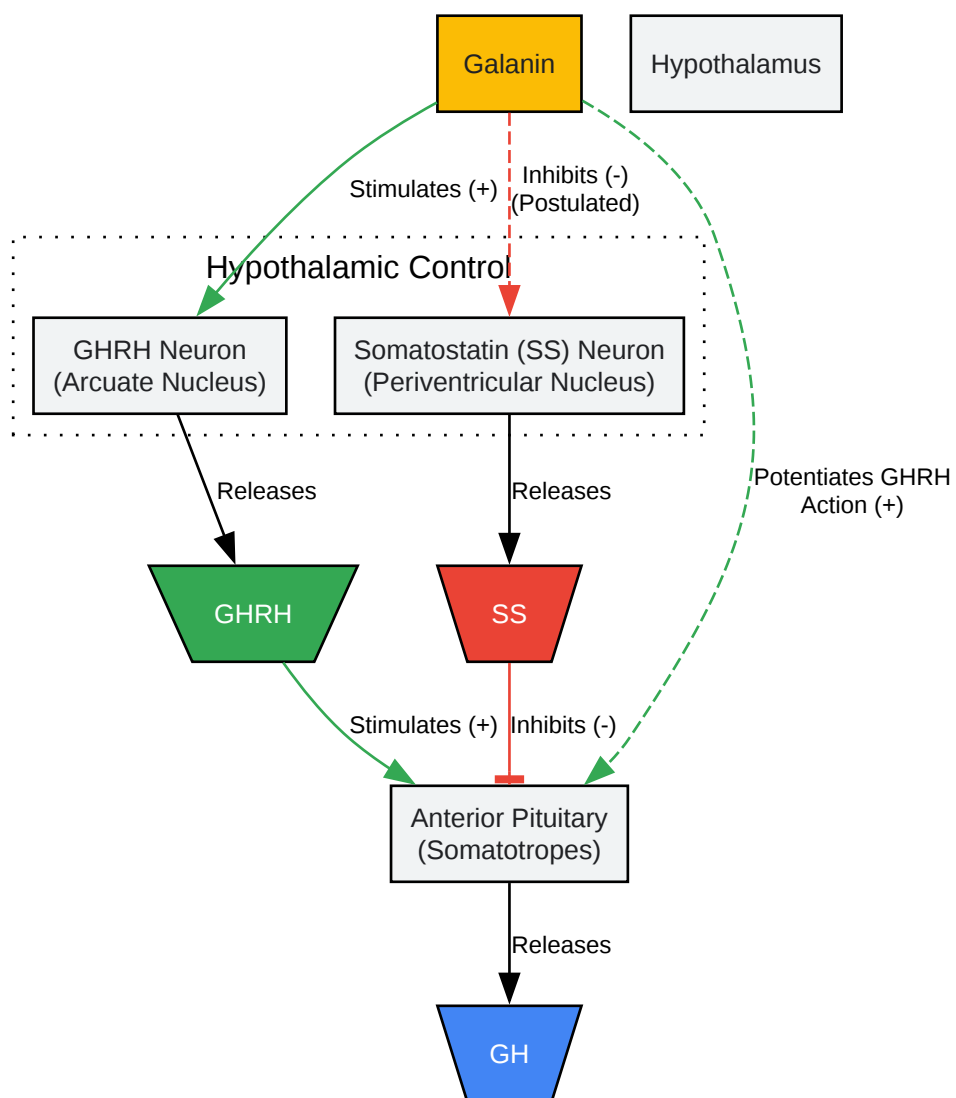 Galanin
Hypothalamus
Stimulates (+)
Inhibits (-)
(Postulated)
Hypothalamic Control
GHRH Neuron
(Arcuate Nucleus)
Somatostatin (SS) Neuron
(Periventricular Nucleus)
Releases
Releases
Potentiates GHRH
Action (+)
GHRH
SS
Stimulates (+)
Inhibits (-)
Anterior Pituitary
(Somatotropes)
Releases
GH